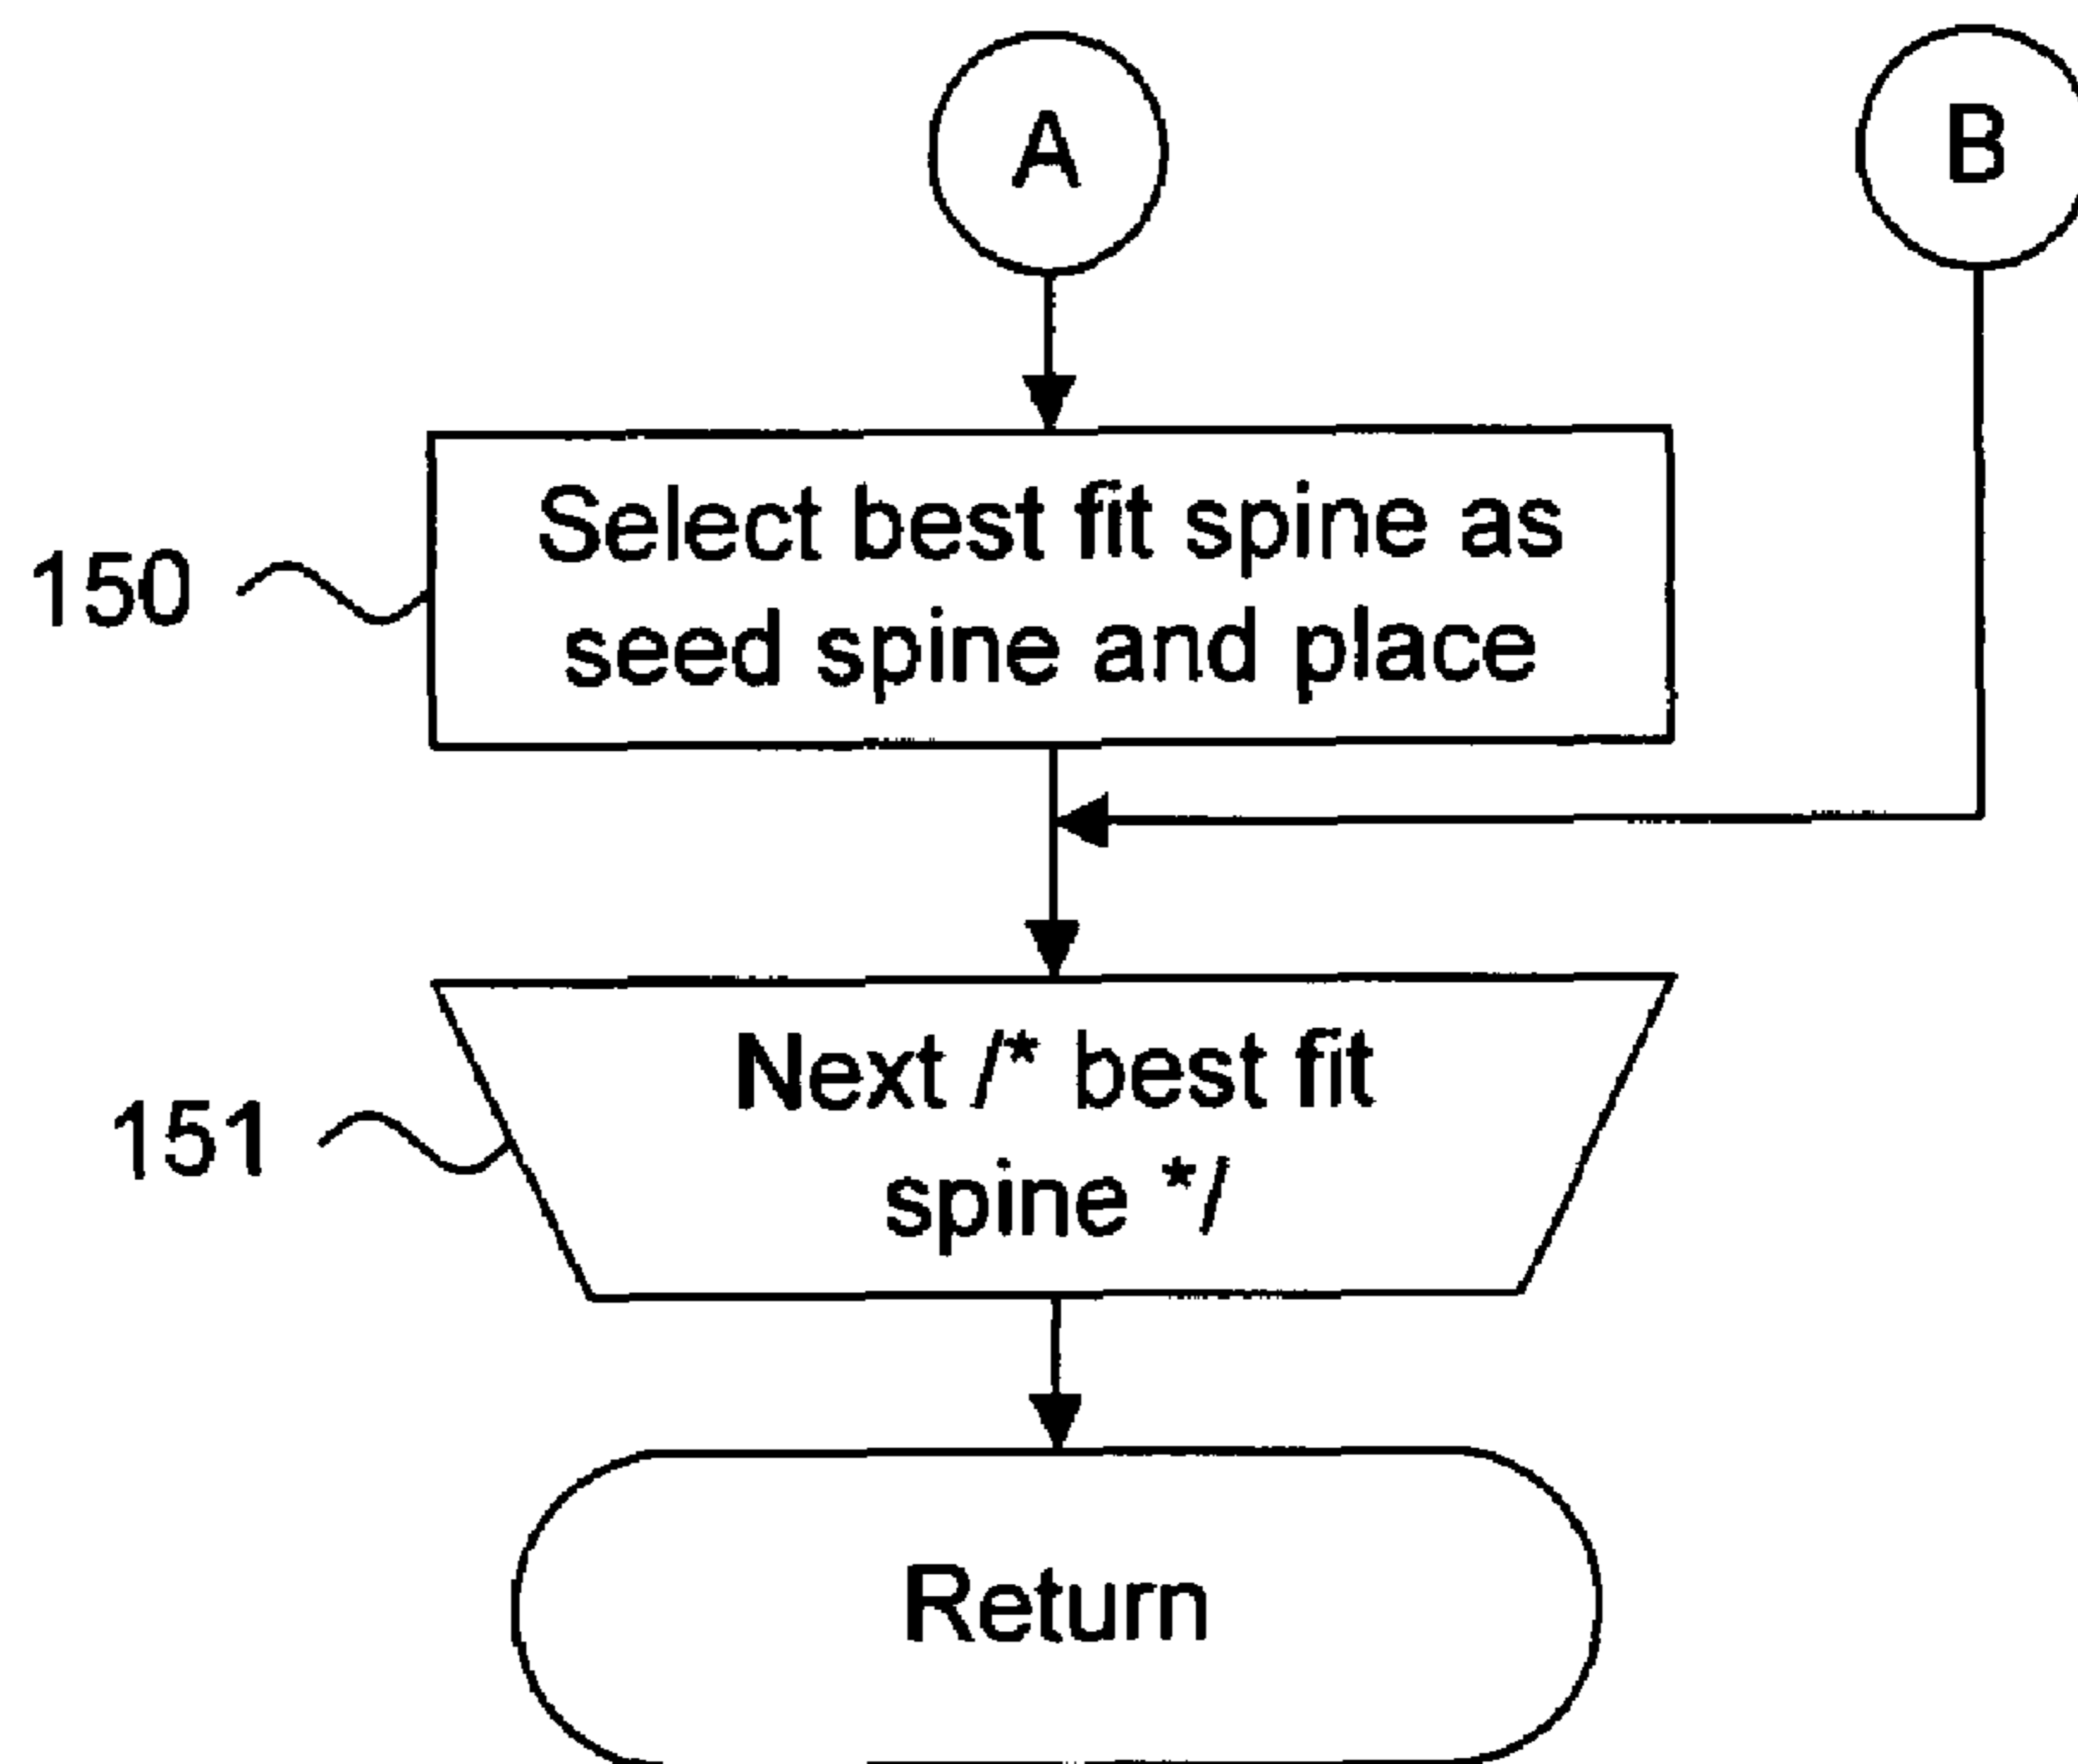 A
B
Select best fit spine as
seed spine and place
150
Next /* best fit
spine */
151
Return